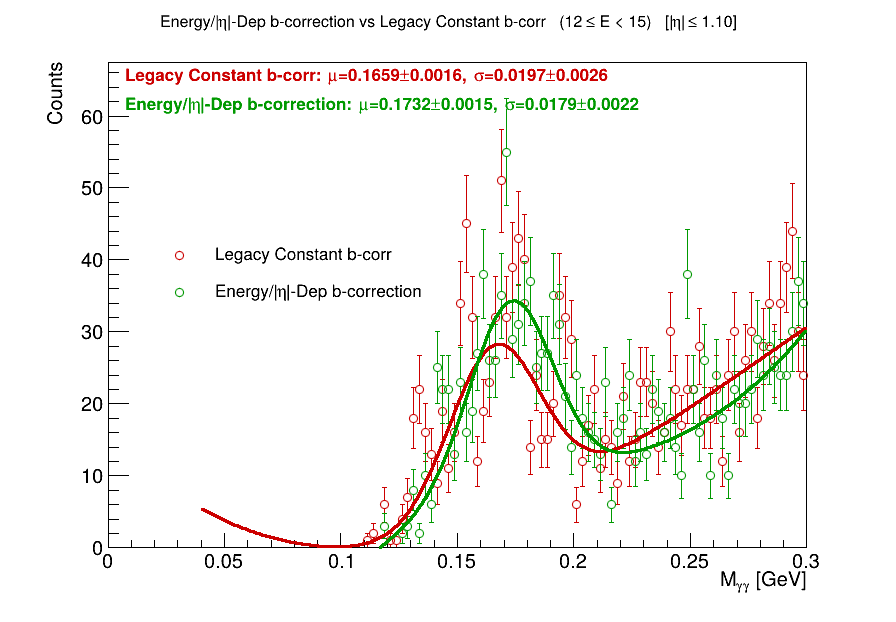 Energy/|η|-Dep b-correction vs Legacy Constant b-corr (12 ≤ E < 15) [|η| ≤ 1.10]
Legacy Constant b-corr: μ=0.1659±0.0016, σ=0.0197±0.0026
Energy/|η|-Dep b-correction: μ=0.1732±0.0015, σ=0.0179±0.0022
Counts
60
50
40
30
20
10
0
Legacy Constant b-corr
Energy/|η|-Dep b-correction
0 0.05 0.1 0.15 0.2 0.25 0.3
M_γγ [GeV]